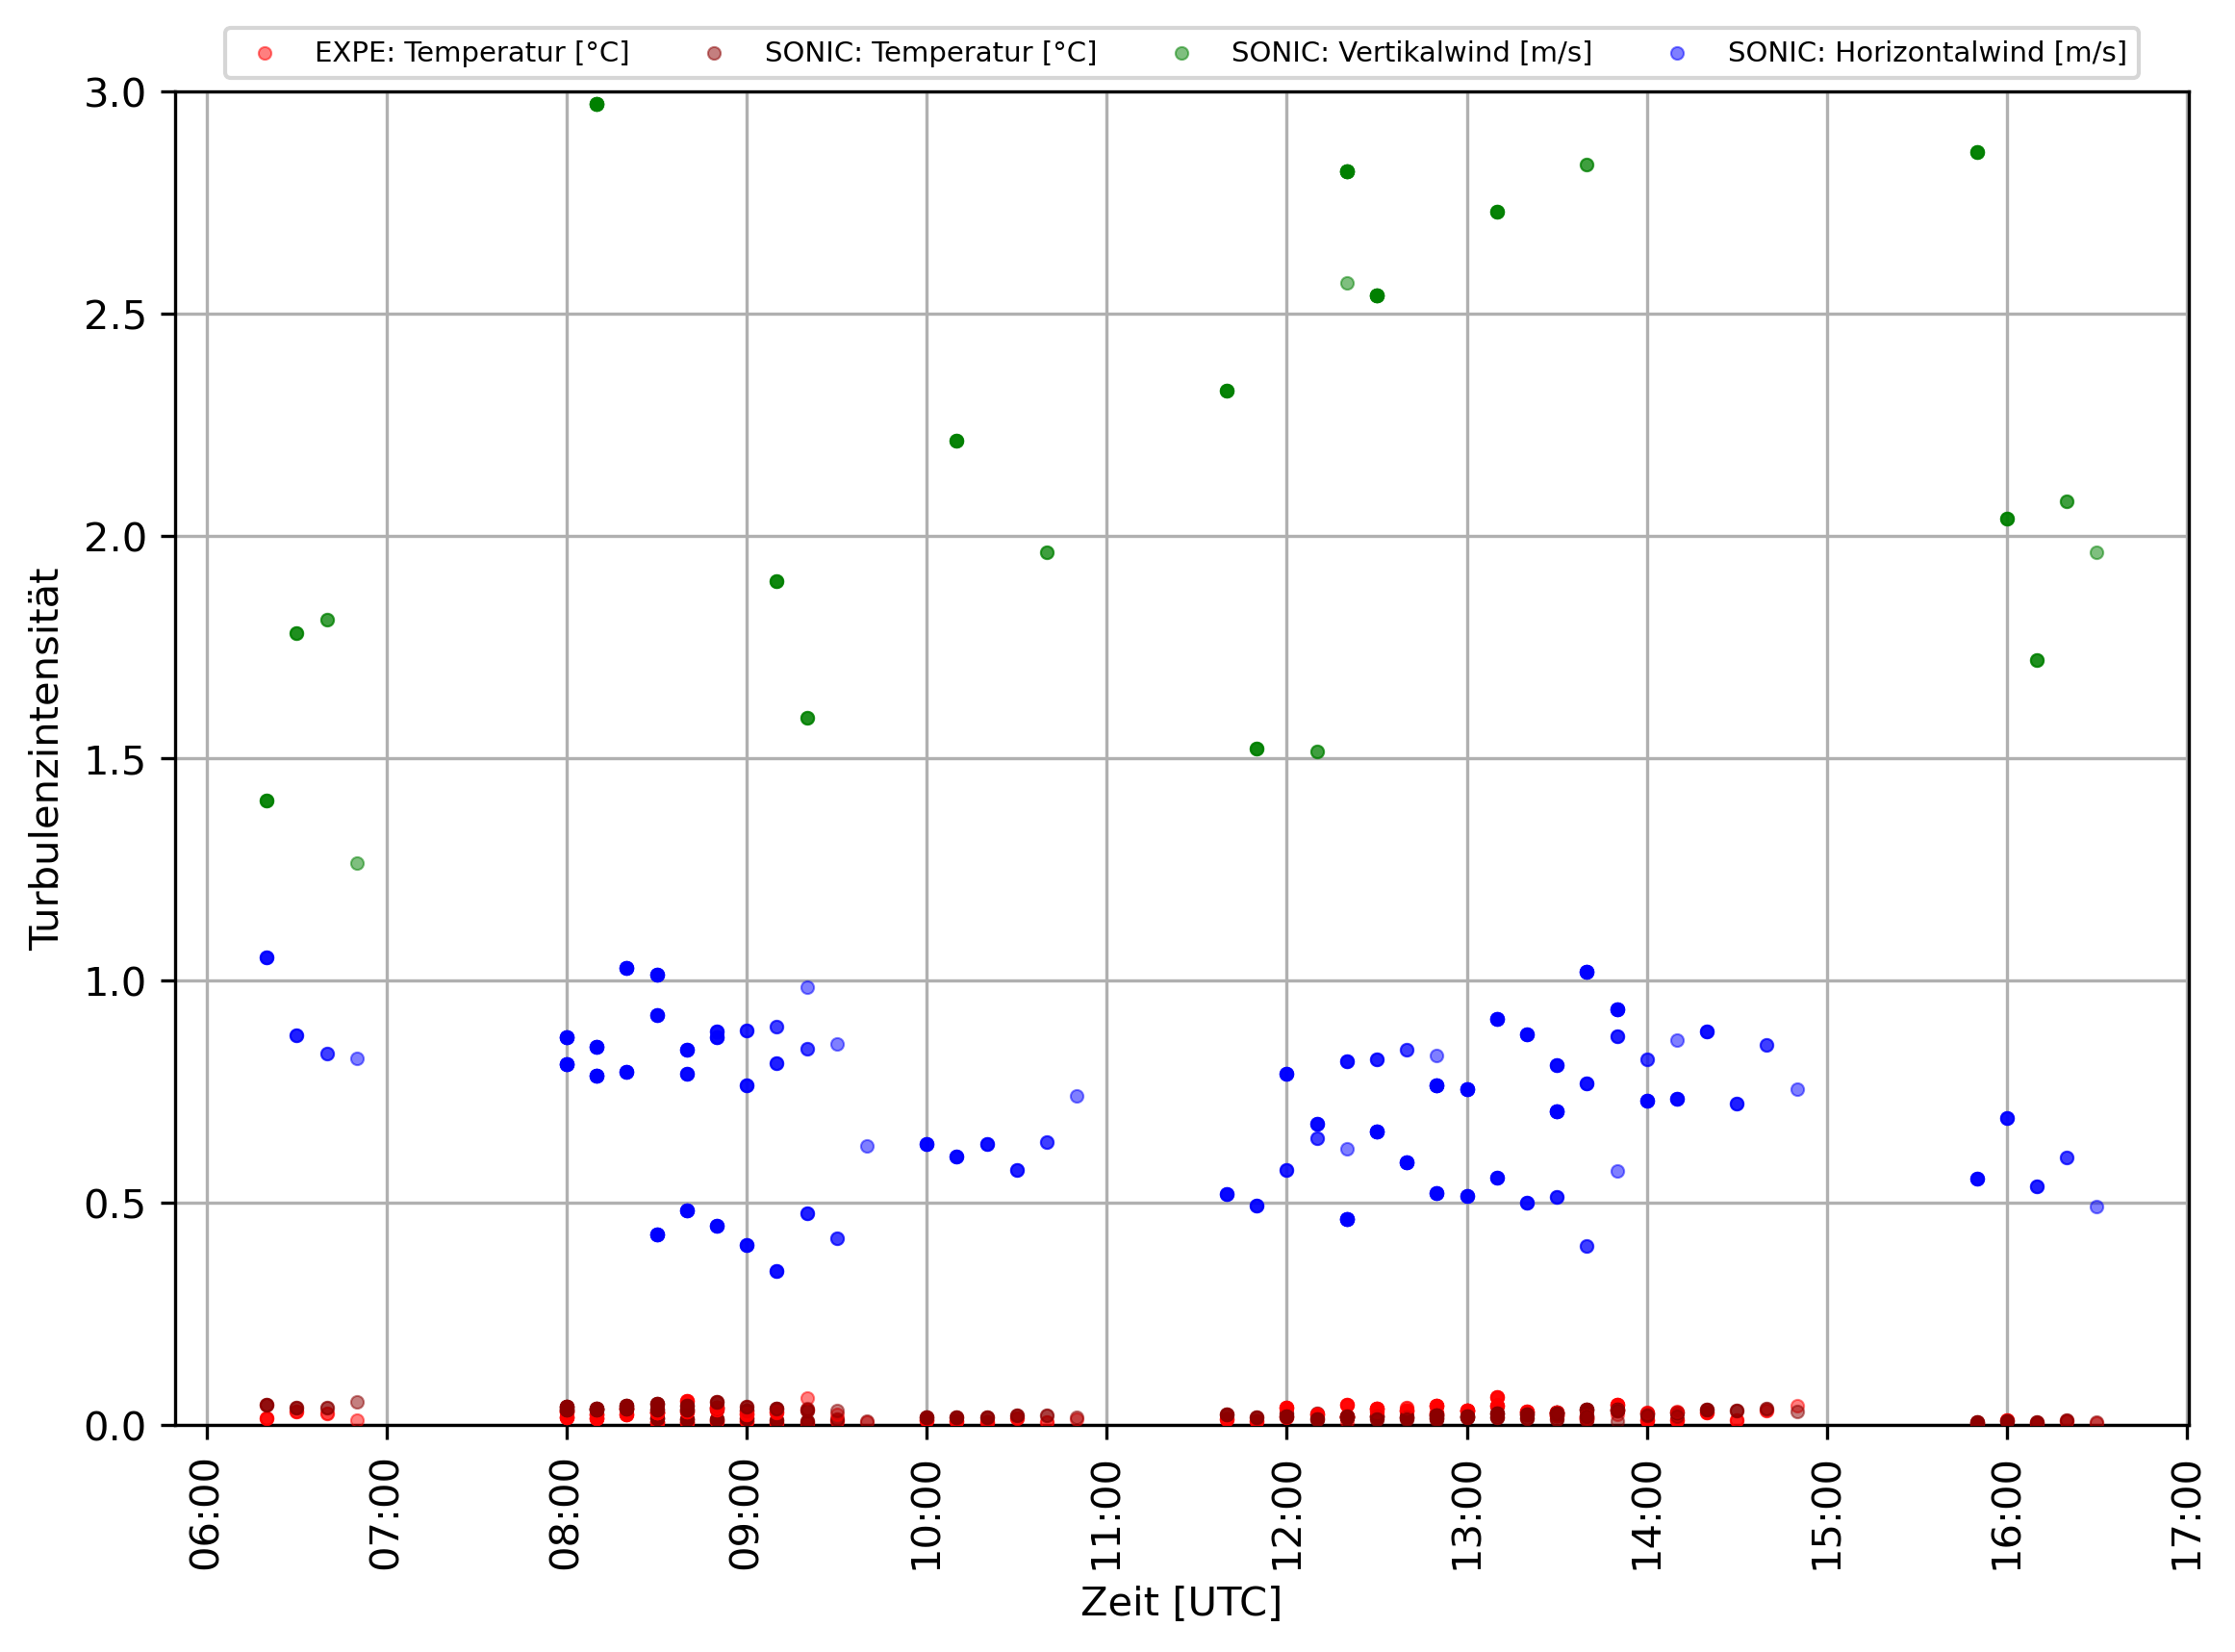 EXPE: Temperatur [°C] SONIC: Temperatur [°C] SONIC: Vertikalwind [m/s] SONIC: Horizontalwind [m/s]
3.0
2.5
2.0
1.5
1.0
0.5
0.0
Turbulenzintensität
06:00 07:00 08:00 09:00 10:00 11:00 12:00 13:00 14:00 15:00 16:00 17:00
Zeit [UTC]